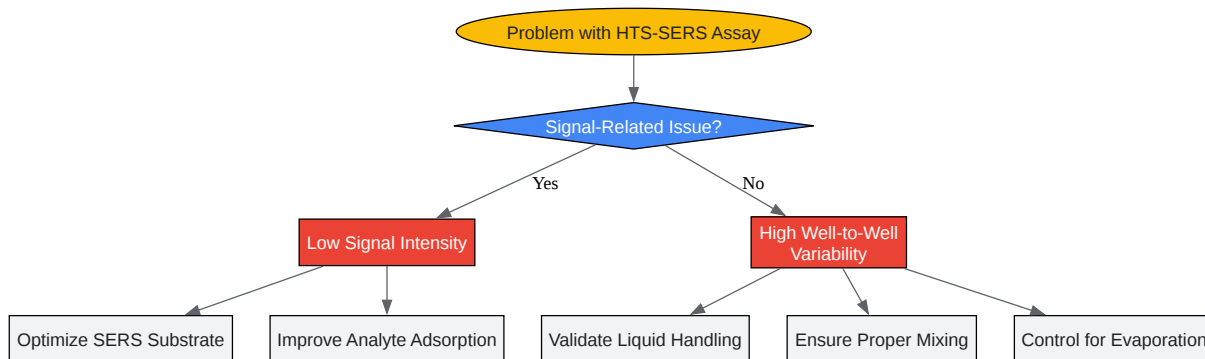 Problem with HTS-SERS Assay
Signal-Related Issue?
Yes
No
Low Signal Intensity
High Well-to-Well
Variability
Optimize SERS Substrate
Improve Analyte Adsorption
Validate Liquid Handling
Ensure Proper Mixing
Control for Evaporation